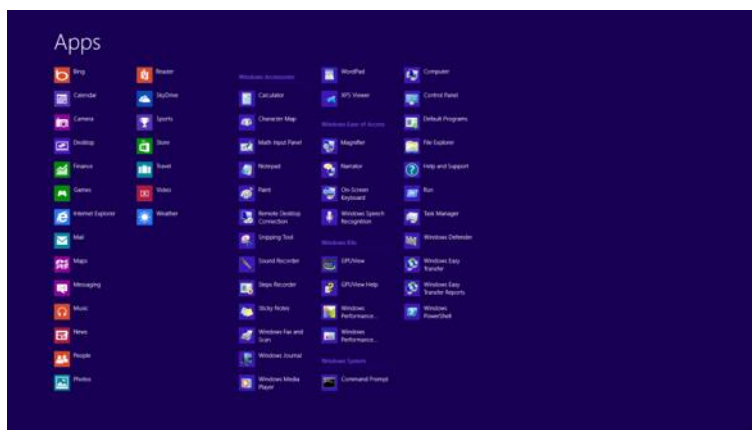 Apps
Bing
Calendar
Camera
Desktop
Finance
Games
Internet Explorer
Mail
Maps
Messaging
Music
News
People
Photos
Reader
SkyDrive
Sports
Store
Travel
Video
Weather
Windows Accessories
Calculator
Character Map
Math Input Panel
Notepad
Paint
Remote Desktop
Connection
Snipping Tool
Sound Recorder
Steps Recorder
Sticky Notes
Windows Fax and
Scan
Windows Journal
Windows Media
Player
WordPad
XPS Viewer
Windows Ease of Access
Magnifier
Narrator
On-Screen
Keyboard
Windows Speech
Recognition
Windows Kits
GPUView
GPUView Help
Windows
Performance...
Windows
Performance...
Windows System
Command Prompt
Computer
Control Panel
Default Programs
File Explorer
Help and Support
Run
Task Manager
Windows Defender
Windows Easy
Transfer
Windows Easy
Transfer Reports
Windows
PowerShell